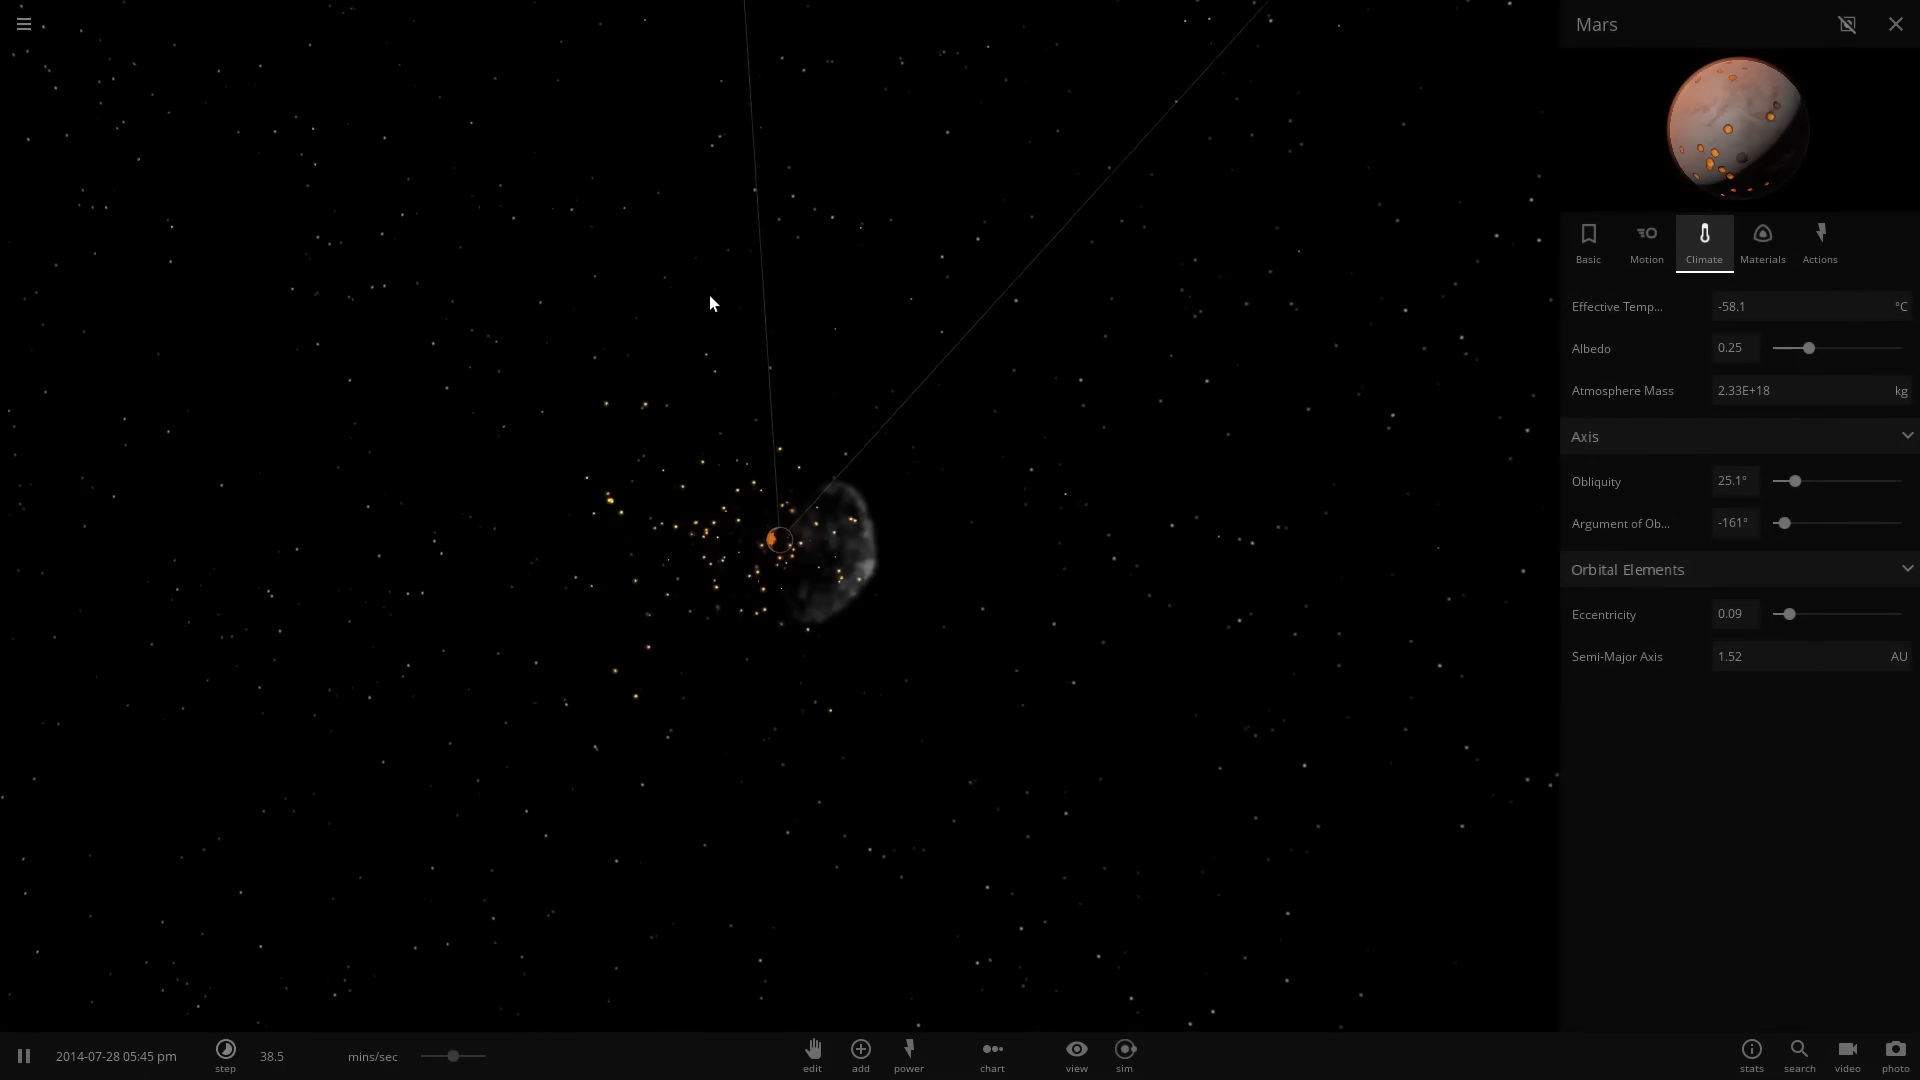 Mars
Basic Motion Climate Materials Actions
Effective Temp... -58.1 °C
Albedo 0.25
Atmosphere Mass 2.33E+18 kg
Axis
Obliquity 25.1°
Argument of Ob... -161°
Orbital Elements
Eccentricity 0.09
Semi-Major Axis 1.52 AU
2014-07-28 05:45 pm step 38.5 mins/sec edit add power chart view sim stats search video photo